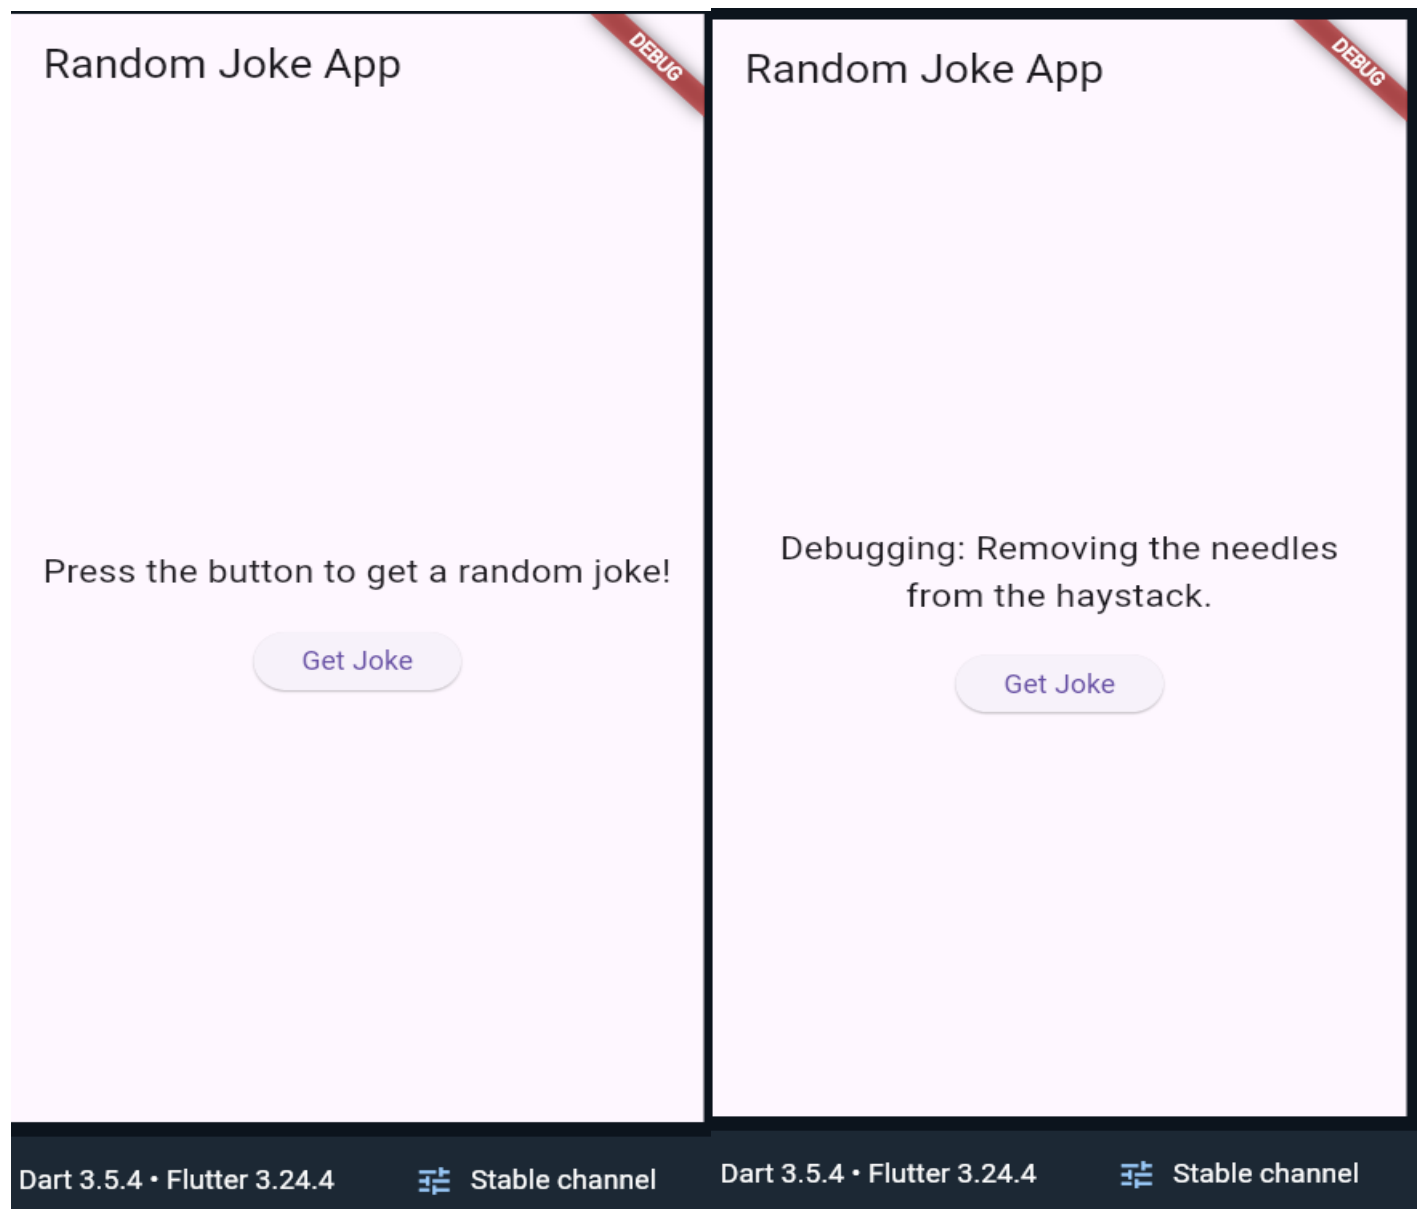 Random Joke App
DEBUG
Press the button to get a random joke!
Get Joke
Dart 3.5.4 • Flutter 3.24.4
Stable channel
Random Joke App
DEBUG
Debugging: Removing the needles
from the haystack.
Get Joke
Dart 3.5.4 • Flutter 3.24.4
Stable channel